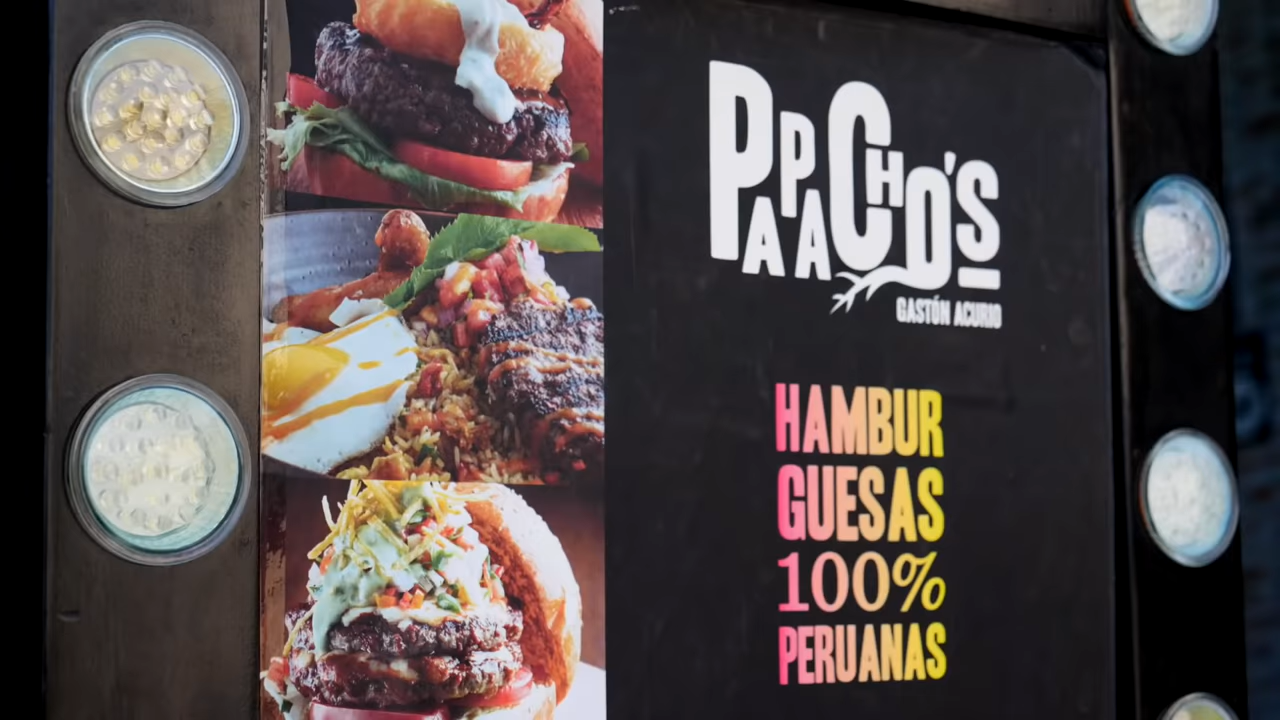 PAPACHO'S
GASTÓN ACURIO
HAMBUR
GUESAS
100%
PERUANAS